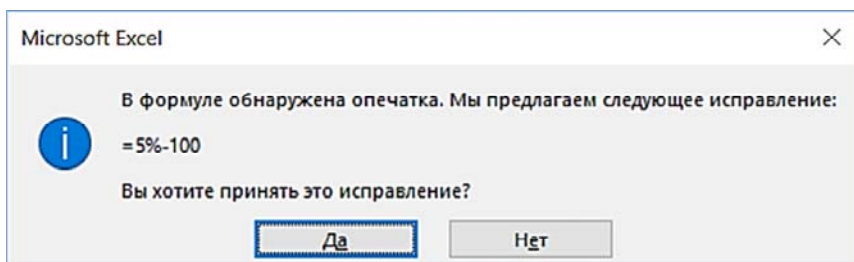 Microsoft Excel
В формуле обнаружена опечатка. Мы предлагаем следующее исправление:
=5%-100
Вы хотите принять это исправление?
Да Нет